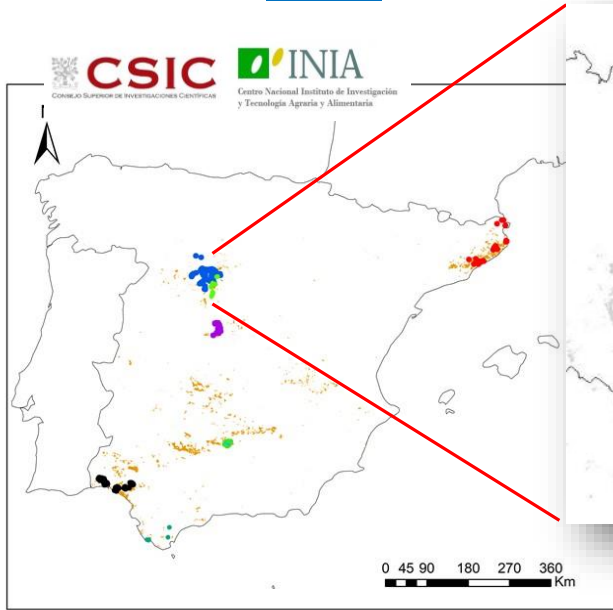 CSIC
CONSEJO SUPERIOR DE INVESTIGACIONES CIENTÍFICAS
INIA
Centro Nacional Instituto de Investigación
y Tecnología Agraria y Alimentaria
0 45 90 180 270 360
Km